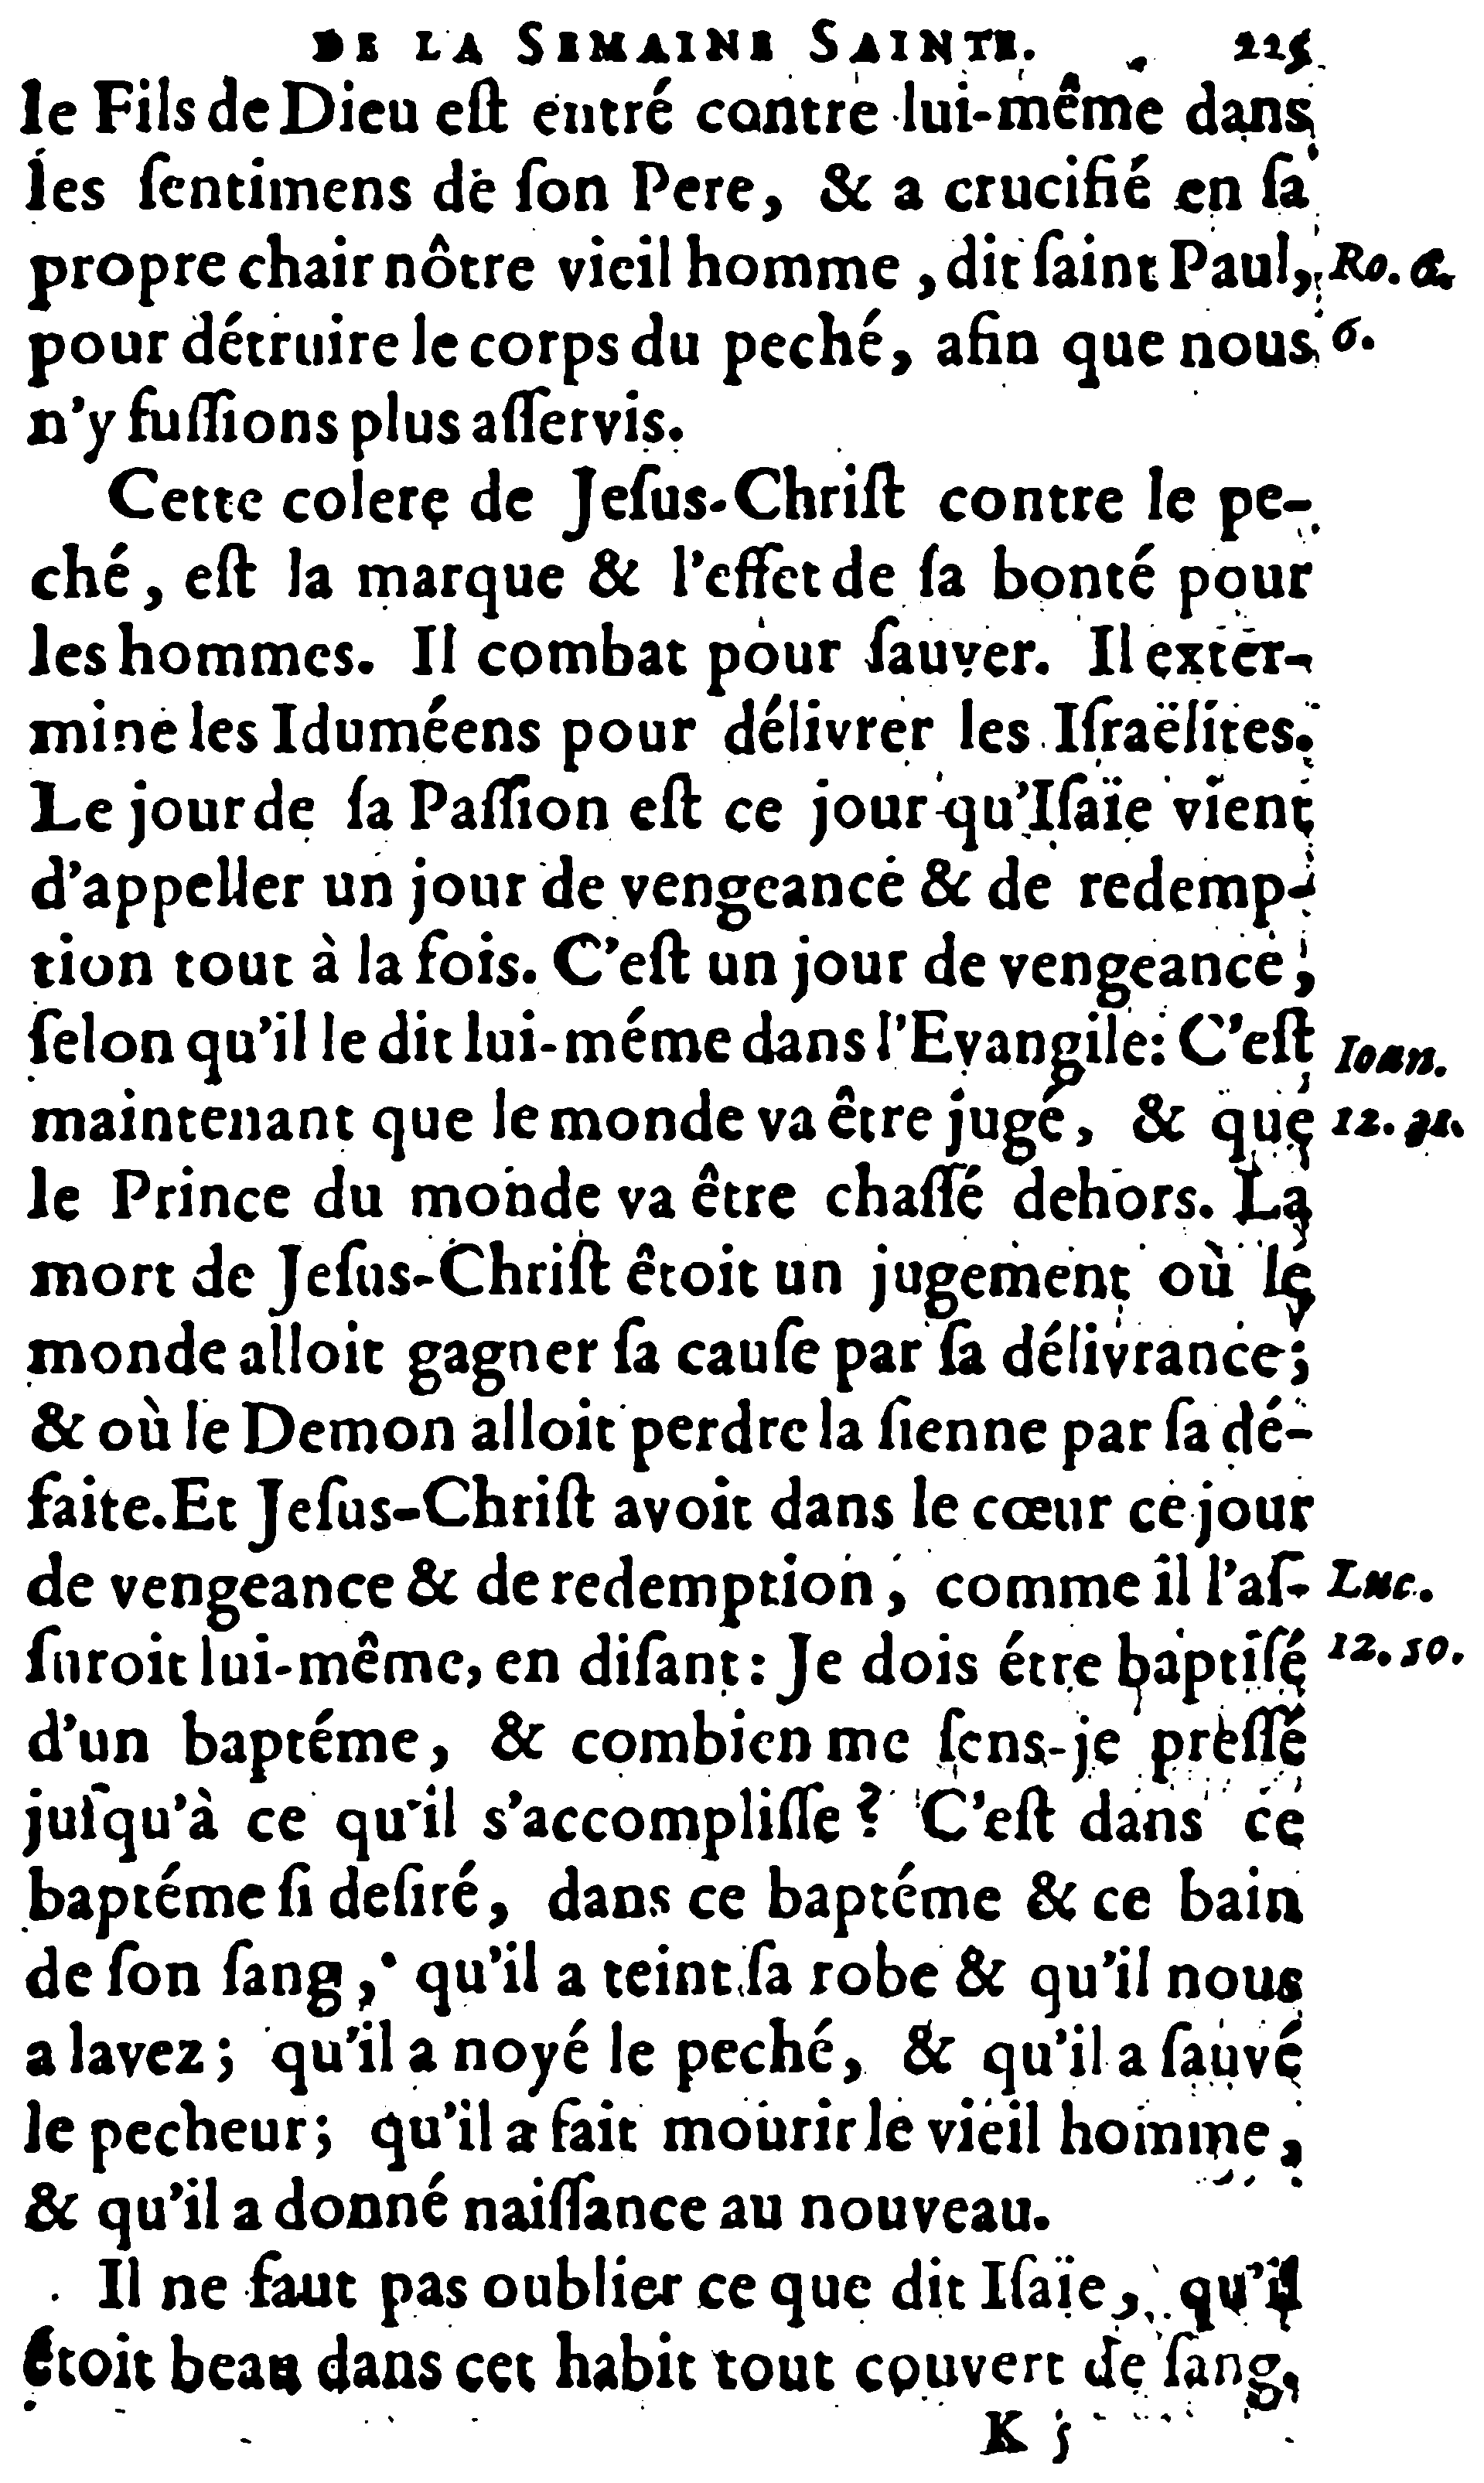 DE LA SEMAINE SAINTE. 225
le Fils de Dieu eſt entré contre lui-même dans
les ſentimens de ſon Pere, & a crucifié en ſa
propre chair nôtre vieil homme, dit ſaint Paul, Ro. 6.
pour détruire le corps du peché, afin que nous 6.
n'y fuſſions plus aſſervis.
Cette colere de Jeſus-Chriſt contre le pe-
ché, eſt la marque & l'effet de ſa bonté pour
les hommes. Il combat pour ſauver. Il exter-
mine les Iduméens pour délivrer les Iſraëlites.
Le jour de ſa Paſſion eſt ce jour qu'Iſaïe vient
d'appeller un jour de vengeance & de redemp-
tion tout à la fois. C'eſt un jour de vengeance,
ſelon qu'il le dit lui-méme dans l'Evangile: C'eſt Ioan.
maintenant que le monde va être jugé, & que 12. 31.
le Prince du monde va être chaſſé dehors. La
mort de Jeſus-Chriſt êtoit un jugement où le
monde alloit gagner ſa cauſe par ſa délivrance;
& où le Demon alloit perdre la ſienne par ſa dé-
faite. Et Jeſus-Chriſt avoit dans le cœur ce jour
de vengeance & de redemption, comme il l'aſ- Luc.
ſuroit lui-même, en diſant: Je dois étre baptiſé 12. 50.
d'un baptéme, & combien me ſens-je preſſé
juſqu'à ce qu'il s'accompliſſe? C'eſt dans ce
baptéme ſi deſiré, dans ce baptéme & ce bain
de ſon ſang, qu'il a teint ſa robe & qu'il nous
a lavez; qu'il a noyé le peché, & qu'il a ſauvé
le pecheur; qu'il a fait mourir le vieil homme,
& qu'il a donné naiſſance au nouveau.
Il ne faut pas oublier ce que dit Iſaïe, qu'il
étoit beau dans cet habit tout couvert de ſang,
K 5